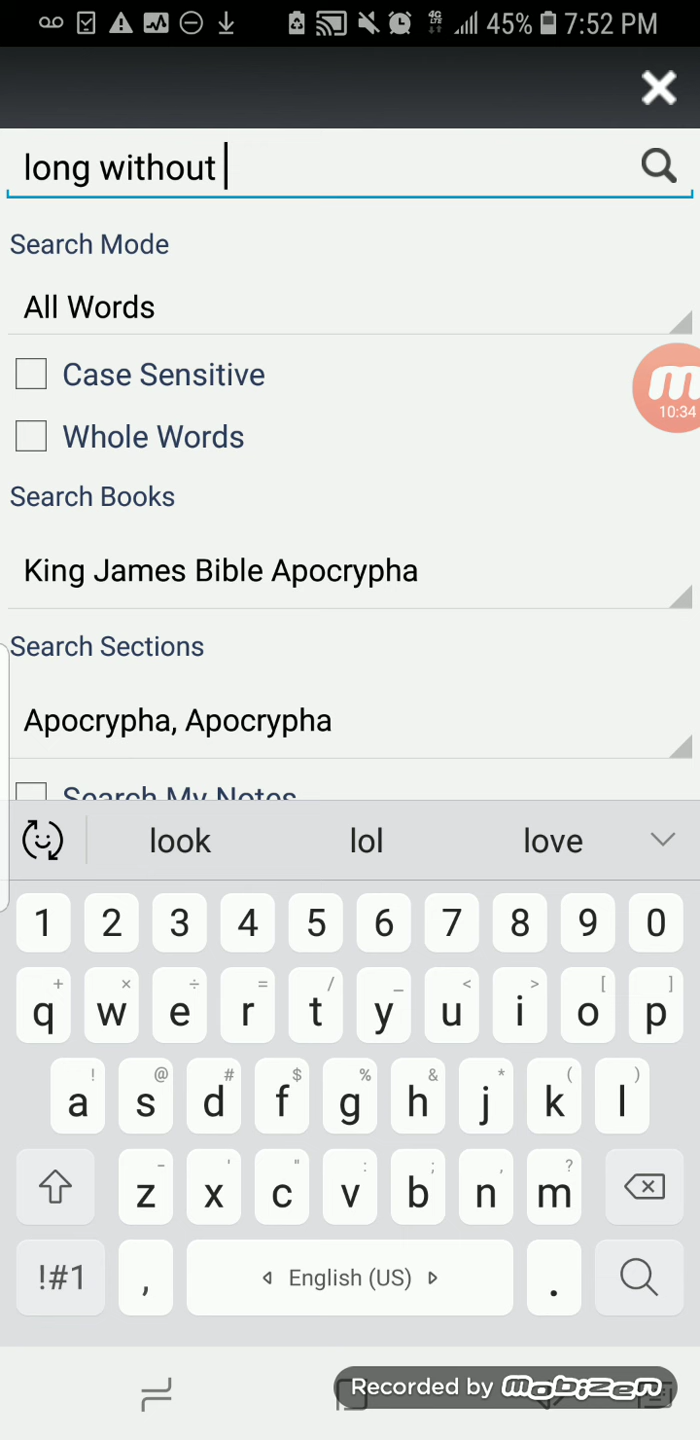 45% 7:52 PM
long without
Search Mode
All Words
Case Sensitive
Whole Words
10:34
Search Books
King James Bible Apocrypha
Search Sections
Apocrypha, Apocrypha
Search My Notes
look lol love
1 2 3 4 5 6 7 8 9 0
+ × ÷ = / _ < > [ ]
q w e r t y u i o p
! @ # $ % & * ( )
a s d f g h j k l
- ' " : ; , ?
z x c v b n m
!#1 , English (US) .
Recorded by mobizen